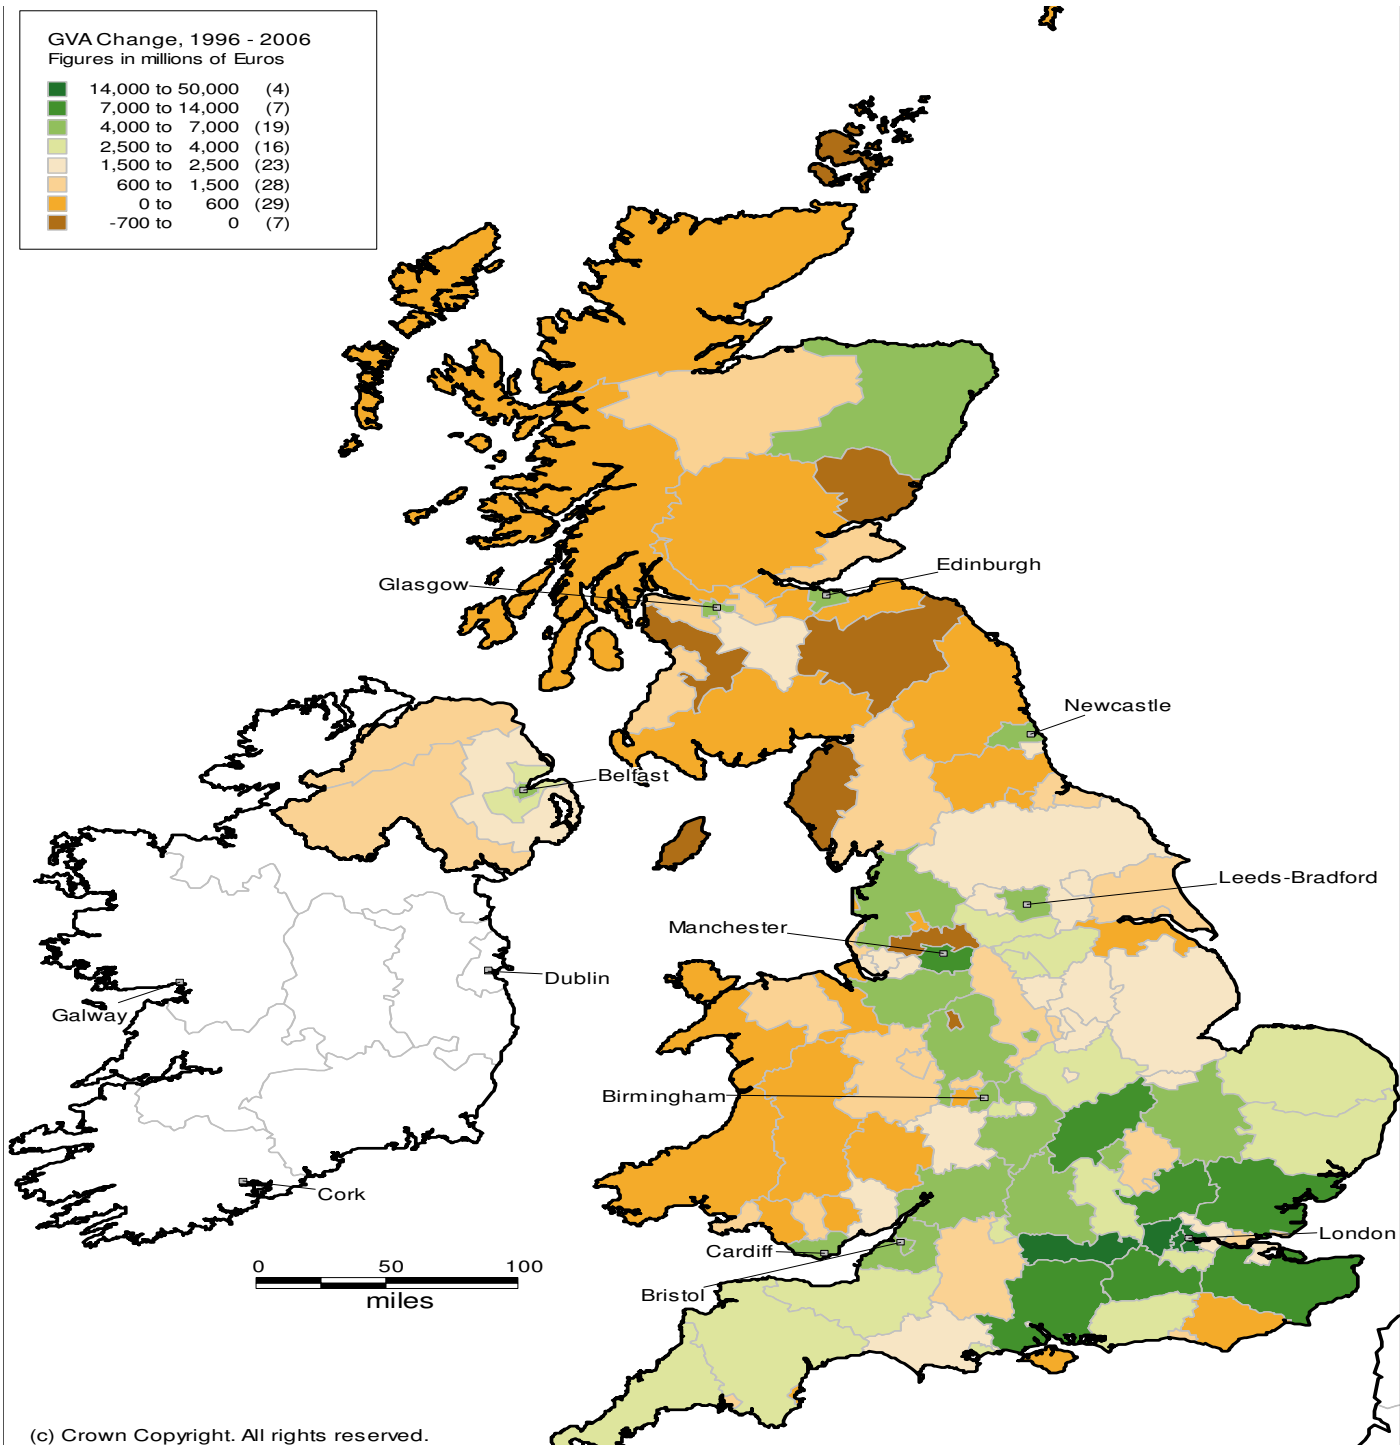 GVA Change, 1996 - 2006
Figures in millions of Euros
14,000 to 50,000 (4)
7,000 to 14,000 (7)
4,000 to 7,000 (19)
2,500 to 4,000 (16)
1,500 to 2,500 (23)
600 to 1,500 (28)
0 to 600 (29)
-700 to 0 (7)
Edinburgh
Glasgow
Newcastle
Belfast
Leeds-Bradford
Manchester
Dublin
Galway
Birmingham
Cork
London
Cardiff
0 50 100
miles
Bristol
(c) Crown Copyright. All rights reserved.